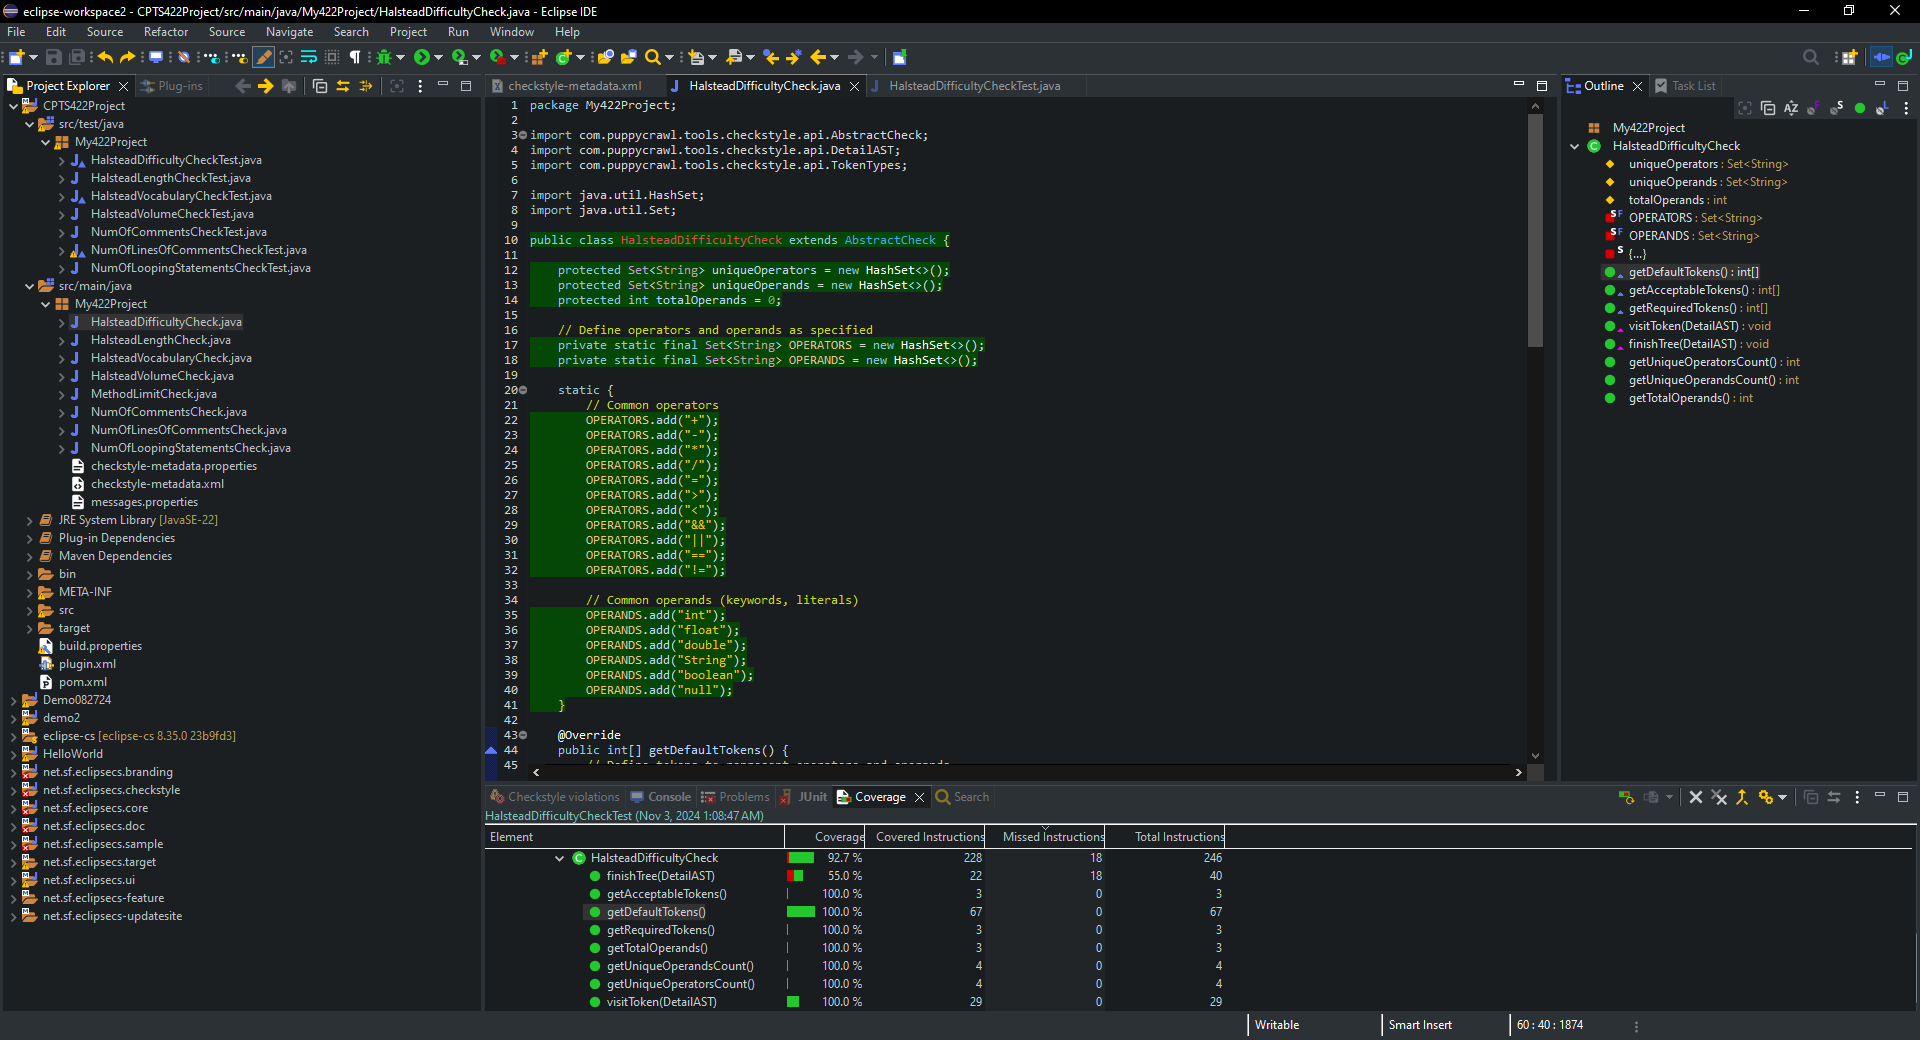 eclipse-workspace2 - CPTS422Project/src/main/java/My422Project/HalsteadDifficultyCheck.java - Eclipse IDE
File Edit Source Refactor Source Navigate Search Project Run Window Help
Project Explorer
Plug-ins
CPTS422Project
src/test/java
My422Project
HalsteadDifficultyCheckTest.java
HalsteadLengthCheckTest.java
HalsteadVocabularyCheckTest.java
HalsteadVolumeCheckTest.java
NumOfCommentsCheckTest.java
NumOfLinesOfCommentsCheckTest.java
NumOfLoopingStatementsCheckTest.java
src/main/java
My422Project
HalsteadDifficultyCheck.java
HalsteadLengthCheck.java
HalsteadVocabularyCheck.java
HalsteadVolumeCheck.java
MethodLimitCheck.java
NumOfCommentsCheck.java
NumOfLinesOfCommentsCheck.java
NumOfLoopingStatementsCheck.java
checkstyle-metadata.properties
checkstyle-metadata.xml
messages.properties
JRE System Library [JavaSE-22]
Plug-in Dependencies
Maven Dependencies
bin
META-INF
src
target
build.properties
plugin.xml
pom.xml
Demo082724
demo2
eclipse-cs [eclipse-cs 8.35.0 23b9fd3]
HelloWorld
net.sf.eclipsecs.branding
net.sf.eclipsecs.checkstyle
net.sf.eclipsecs.core
net.sf.eclipsecs.doc
net.sf.eclipsecs.sample
net.sf.eclipsecs.target
net.sf.eclipsecs.ui
net.sf.eclipsecs-feature
net.sf.eclipsecs-updatesite
checkstyle-metadata.xml
HalsteadDifficultyCheck.java
HalsteadDifficultyCheckTest.java
1 package My422Project;
2
3 import com.puppycrawl.tools.checkstyle.api.AbstractCheck;
4 import com.puppycrawl.tools.checkstyle.api.DetailAST;
5 import com.puppycrawl.tools.checkstyle.api.TokenTypes;
6
7 import java.util.HashSet;
8 import java.util.Set;
9
10 public class HalsteadDifficultyCheck extends AbstractCheck {
11
12 protected Set<String> uniqueOperators = new HashSet<>();
13 protected Set<String> uniqueOperands = new HashSet<>();
14 protected int totalOperands = 0;
15
16 // Define operators and operands as specified
17 private static final Set<String> OPERATORS = new HashSet<>();
18 private static final Set<String> OPERANDS = new HashSet<>();
19
20 static {
21 // Common operators
22 OPERATORS.add("+");
23 OPERATORS.add("-");
24 OPERATORS.add("*");
25 OPERATORS.add("/");
26 OPERATORS.add("=");
27 OPERATORS.add(">");
28 OPERATORS.add("<");
29 OPERATORS.add("&&");
30 OPERATORS.add("||");
31 OPERATORS.add("==");
32 OPERATORS.add("!=");
33
34 // Common operands (keywords, literals)
35 OPERANDS.add("int");
36 OPERANDS.add("float");
37 OPERANDS.add("double");
38 OPERANDS.add("String");
39 OPERANDS.add("boolean");
40 OPERANDS.add("null");
41 }
42
43 @Override
44 public int[] getDefaultTokens() {
45 // Define tokens to represent operators and operands
Outline
Task List
My422Project
HalsteadDifficultyCheck
uniqueOperators : Set<String>
uniqueOperands : Set<String>
totalOperands : int
OPERATORS : Set<String>
OPERANDS : Set<String>
{...}
getDefaultTokens() : int[]
getAcceptableTokens() : int[]
getRequiredTokens() : int[]
visitToken(DetailAST) : void
finishTree(DetailAST) : void
getUniqueOperatorsCount() : int
getUniqueOperandsCount() : int
getTotalOperands() : int
Checkstyle violations Console Problems JUnit Coverage Search
HalsteadDifficultyCheckTest (Nov 3, 2024 1:08:47 AM)
Element Coverage Covered Instructions Missed Instructions Total Instructions
HalsteadDifficultyCheck 92.7 % 228 18 246
finishTree(DetailAST) 55.0 % 22 18 40
getAcceptableTokens() 100.0 % 3 0 3
getDefaultTokens() 100.0 % 67 0 67
getRequiredTokens() 100.0 % 3 0 3
getTotalOperands() 100.0 % 3 0 3
getUniqueOperandsCount() 100.0 % 4 0 4
getUniqueOperatorsCount() 100.0 % 4 0 4
visitToken(DetailAST) 100.0 % 29 0 29
Writable Smart Insert 60 : 40 : 1874